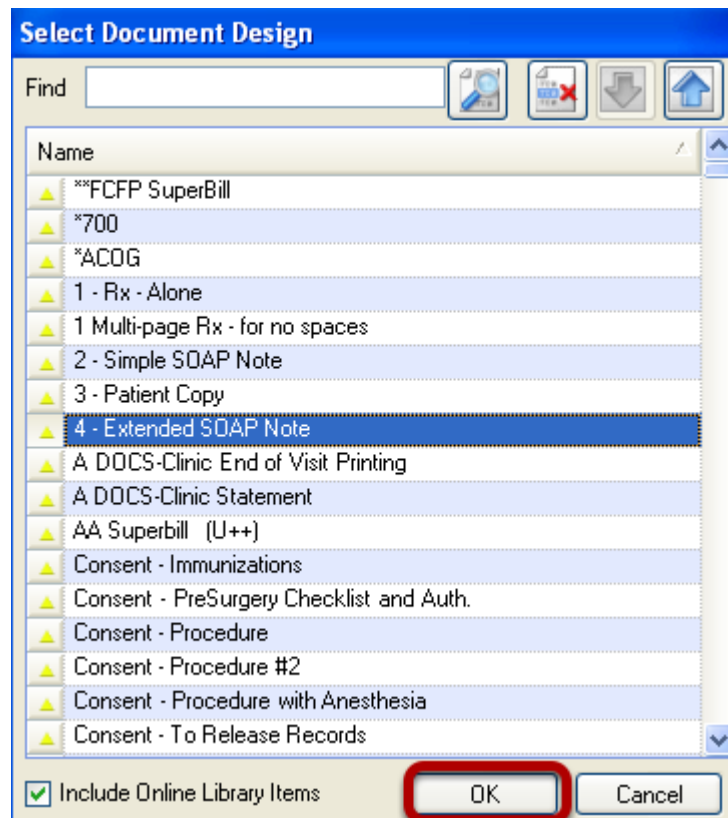 Select Document Design
Find
Name
**FCFP SuperBill
*700
*ACOG
1 - Rx - Alone
1 Multi-page Rx - for no spaces
2 - Simple SOAP Note
3 - Patient Copy
4 - Extended SOAP Note
A DOCS-Clinic End of Visit Printing
A DOCS-Clinic Statement
AA Superbill (U++)
Consent - Immunizations
Consent - PreSurgery Checklist and Auth.
Consent - Procedure
Consent - Procedure #2
Consent - Procedure with Anesthesia
Consent - To Release Records
Include Online Library Items OK Cancel